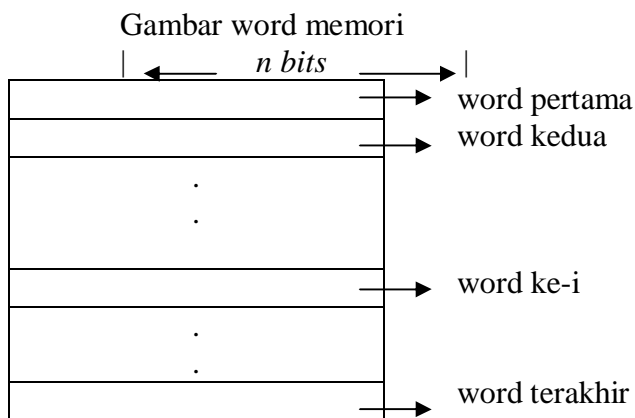 Gambar word memori
| n bits |
word pertama
word kedua
.
.
word ke-i
.
.
word terakhir